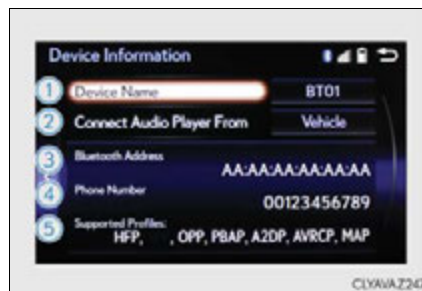 Device Information
1 Device Name BT01
2 Connect Audio Player From Vehicle
3 Bluetooth Address
AA:AA:AA:AA:AA:AA
4 Phone Number
00123456789
5 Supported Profiles:
HFP, , OPP, PBAP, A2DP, AVRCP, MAP
CLYAVAZ247